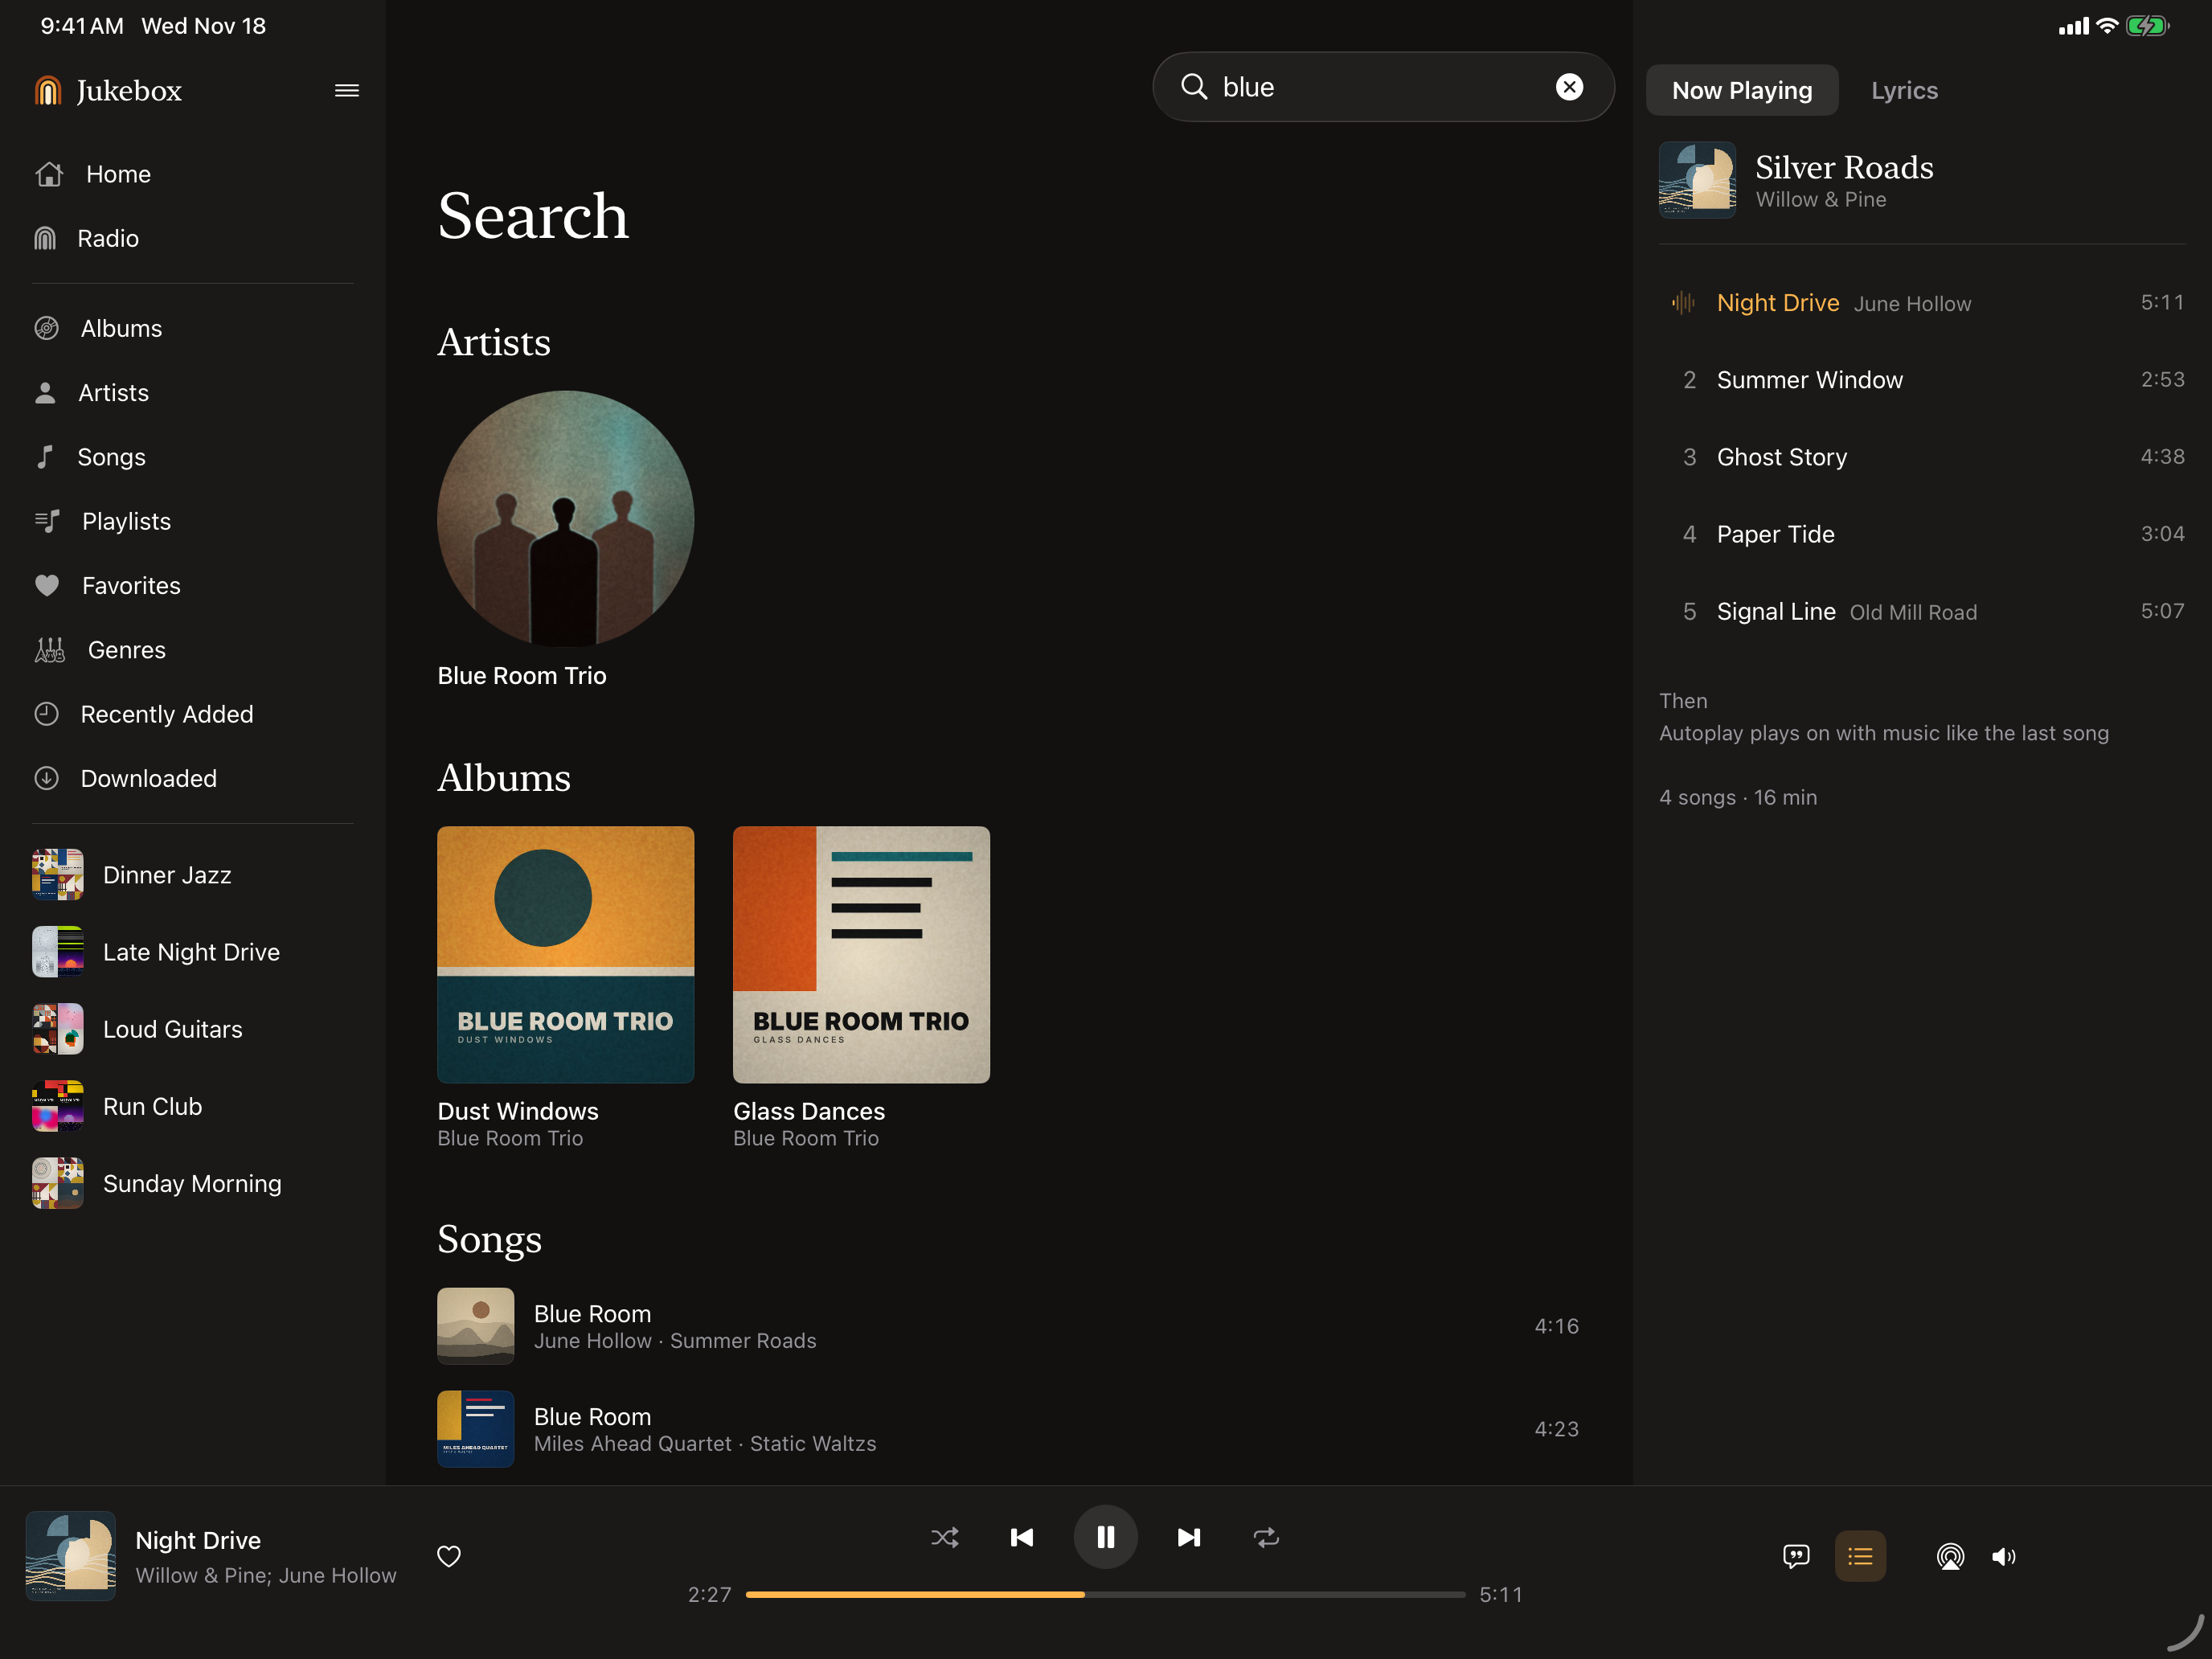 9:41 AM Wed Nov 18
Jukebox
Home
Radio
Albums
Artists
Songs
Playlists
Favorites
Genres
Recently Added
Downloaded
Dinner Jazz
Late Night Drive
Loud Guitars
Run Club
Sunday Morning
blue
Search
Artists
Blue Room Trio
Albums
BLUE ROOM TRIO
DUST WINDOWS
Dust Windows
Blue Room Trio
BLUE ROOM TRIO
GLASS DANCES
Glass Dances
Blue Room Trio
Songs
Blue Room
June Hollow · Summer Roads
4:16
MILES AHEAD QUARTET
Blue Room
Miles Ahead Quartet · Static Waltzs
4:23
Now Playing Lyrics
Silver Roads
Willow & Pine
Night Drive June Hollow 5:11
2 Summer Window 2:53
3 Ghost Story 4:38
4 Paper Tide 3:04
5 Signal Line Old Mill Road 5:07
Then
Autoplay plays on with music like the last song
4 songs · 16 min
Night Drive
Willow & Pine; June Hollow
2:27
5:11